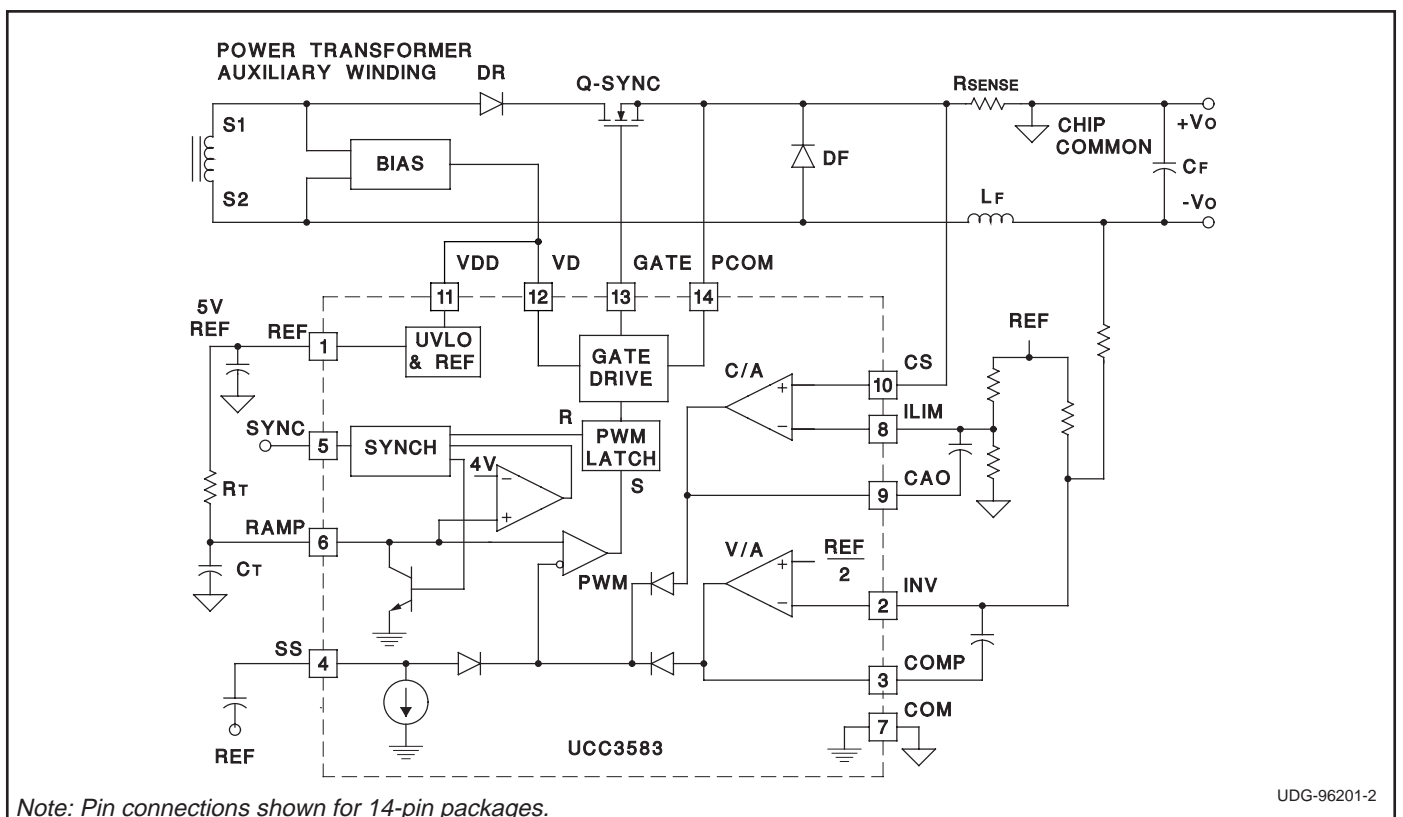 POWER TRANSFORMER
AUXILIARY WINDING
DR
Q-SYNC
RSENSE
S1
S2
BIAS
DF
CHIP
COMMON
+Vo
CF
-Vo
LF
VDD
VD
GATE
PCOM
11
12
13
14
5V
REF
REF
1
UVLO
& REF
GATE
DRIVE
C/A
+
-
CS
10
ILIM
8
CAO
9
REF
SYNC
5
SYNCH
R
PWM
LATCH
S
4V
-
+
RT
RAMP
6
CT
PWM
V/A
+
-
REF
2
INV
2
COMP
3
COM
7
SS
4
REF
UCC3583
Note: Pin connections shown for 14-pin packages.
UDG-96201-2